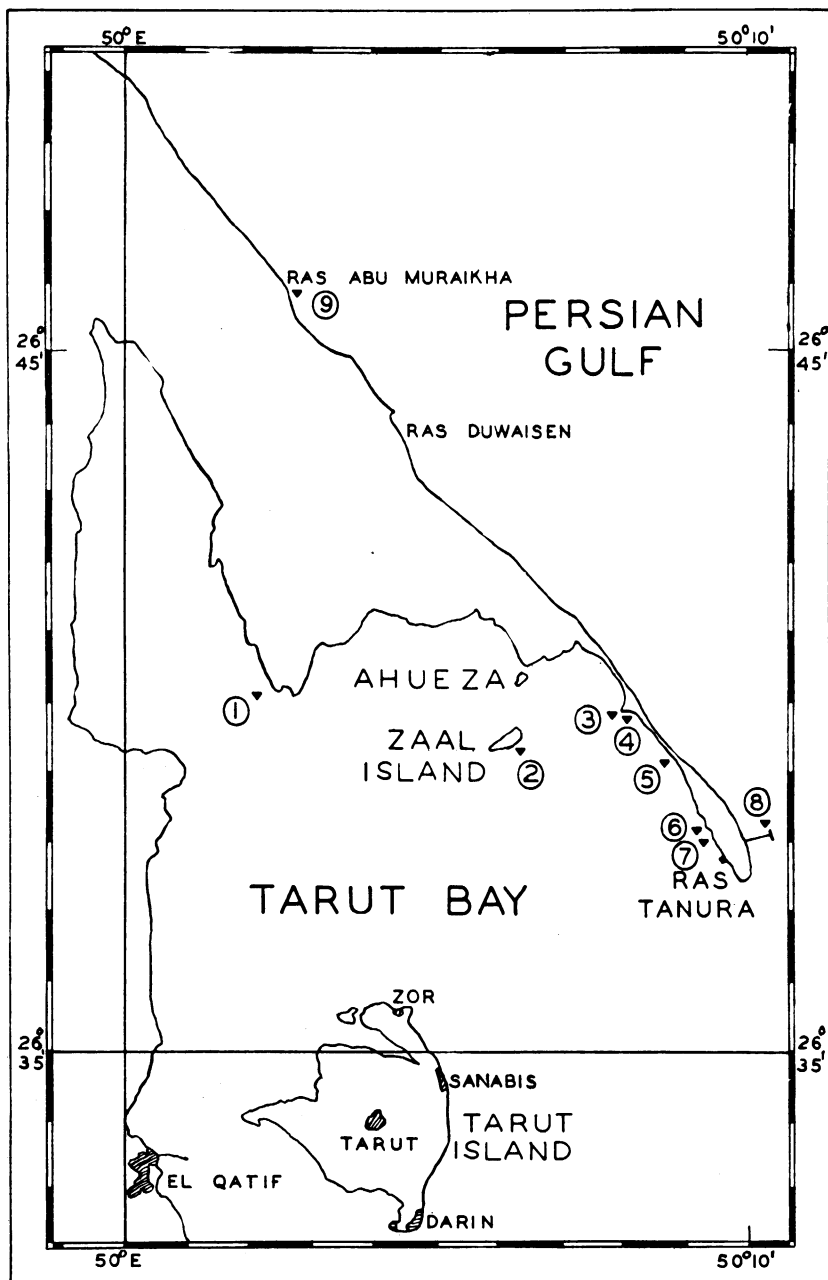 50° E
50° 10'
RAS ABU MURAIKHA
9
PERSIAN
GULF
26°
45'
26°
45'
RAS DUWAISEN
AHUEZA
1
3
4
ZAAL
ISLAND
2
5
8
6
7
RAS
TANURA
TARUT BAY
ZOR
26°
35'
26°
35'
SANABIS
TARUT
ISLAND
TARUT
EL QATIF
DARIN
50° E
50° 10'